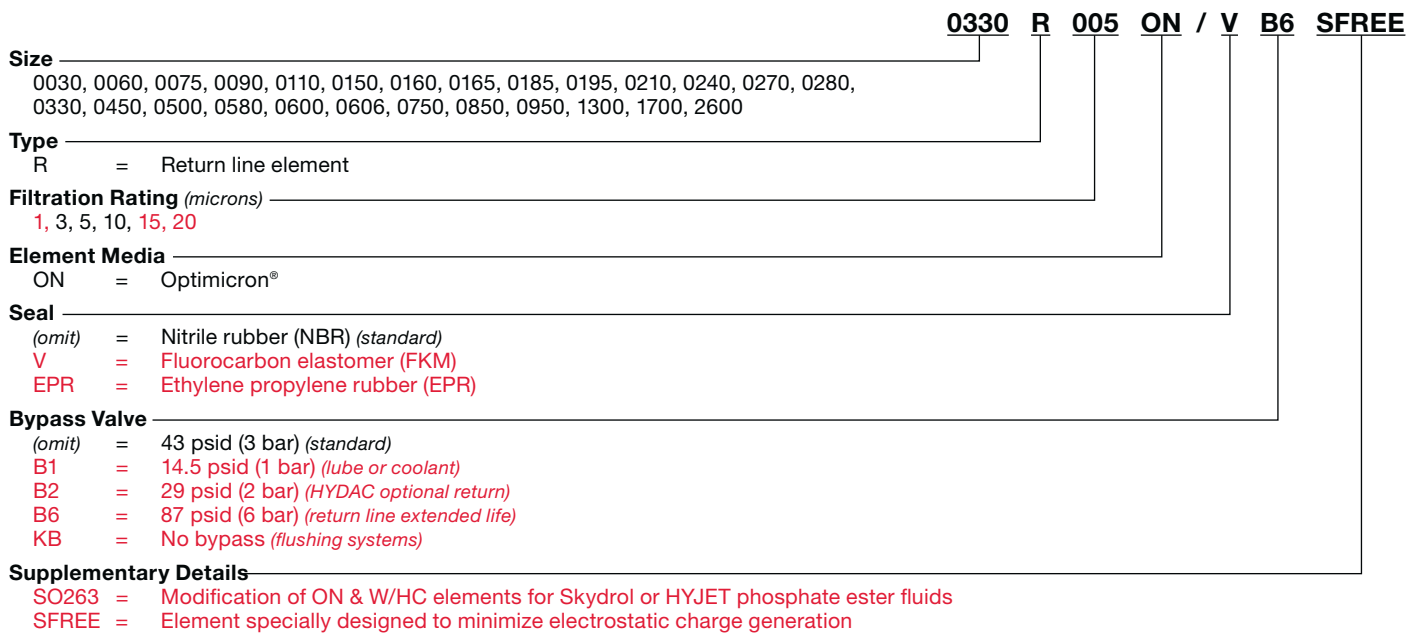 0330 R 005 ON / V B6 SFREE
Size
0030, 0060, 0075, 0090, 0110, 0150, 0160, 0165, 0185, 0195, 0210, 0240, 0270, 0280,
0330, 0450, 0500, 0580, 0600, 0606, 0750, 0850, 0950, 1300, 1700, 2600
Type
R = Return line element
Filtration Rating (microns)
1, 3, 5, 10, 15, 20
Element Media
ON = Optimicron®
Seal
(omit) = Nitrile rubber (NBR) (standard)
V = Fluorocarbon elastomer (FKM)
EPR = Ethylene propylene rubber (EPR)
Bypass Valve
(omit) = 43 psid (3 bar) (standard)
B1 = 14.5 psid (1 bar) (lube or coolant)
B2 = 29 psid (2 bar) (HYDAC optional return)
B6 = 87 psid (6 bar) (return line extended life)
KB = No bypass (flushing systems)
Supplementary Details
SO263 = Modification of ON & W/HC elements for Skydrol or HYJET phosphate ester fluids
SFREE = Element specially designed to minimize electrostatic charge generation